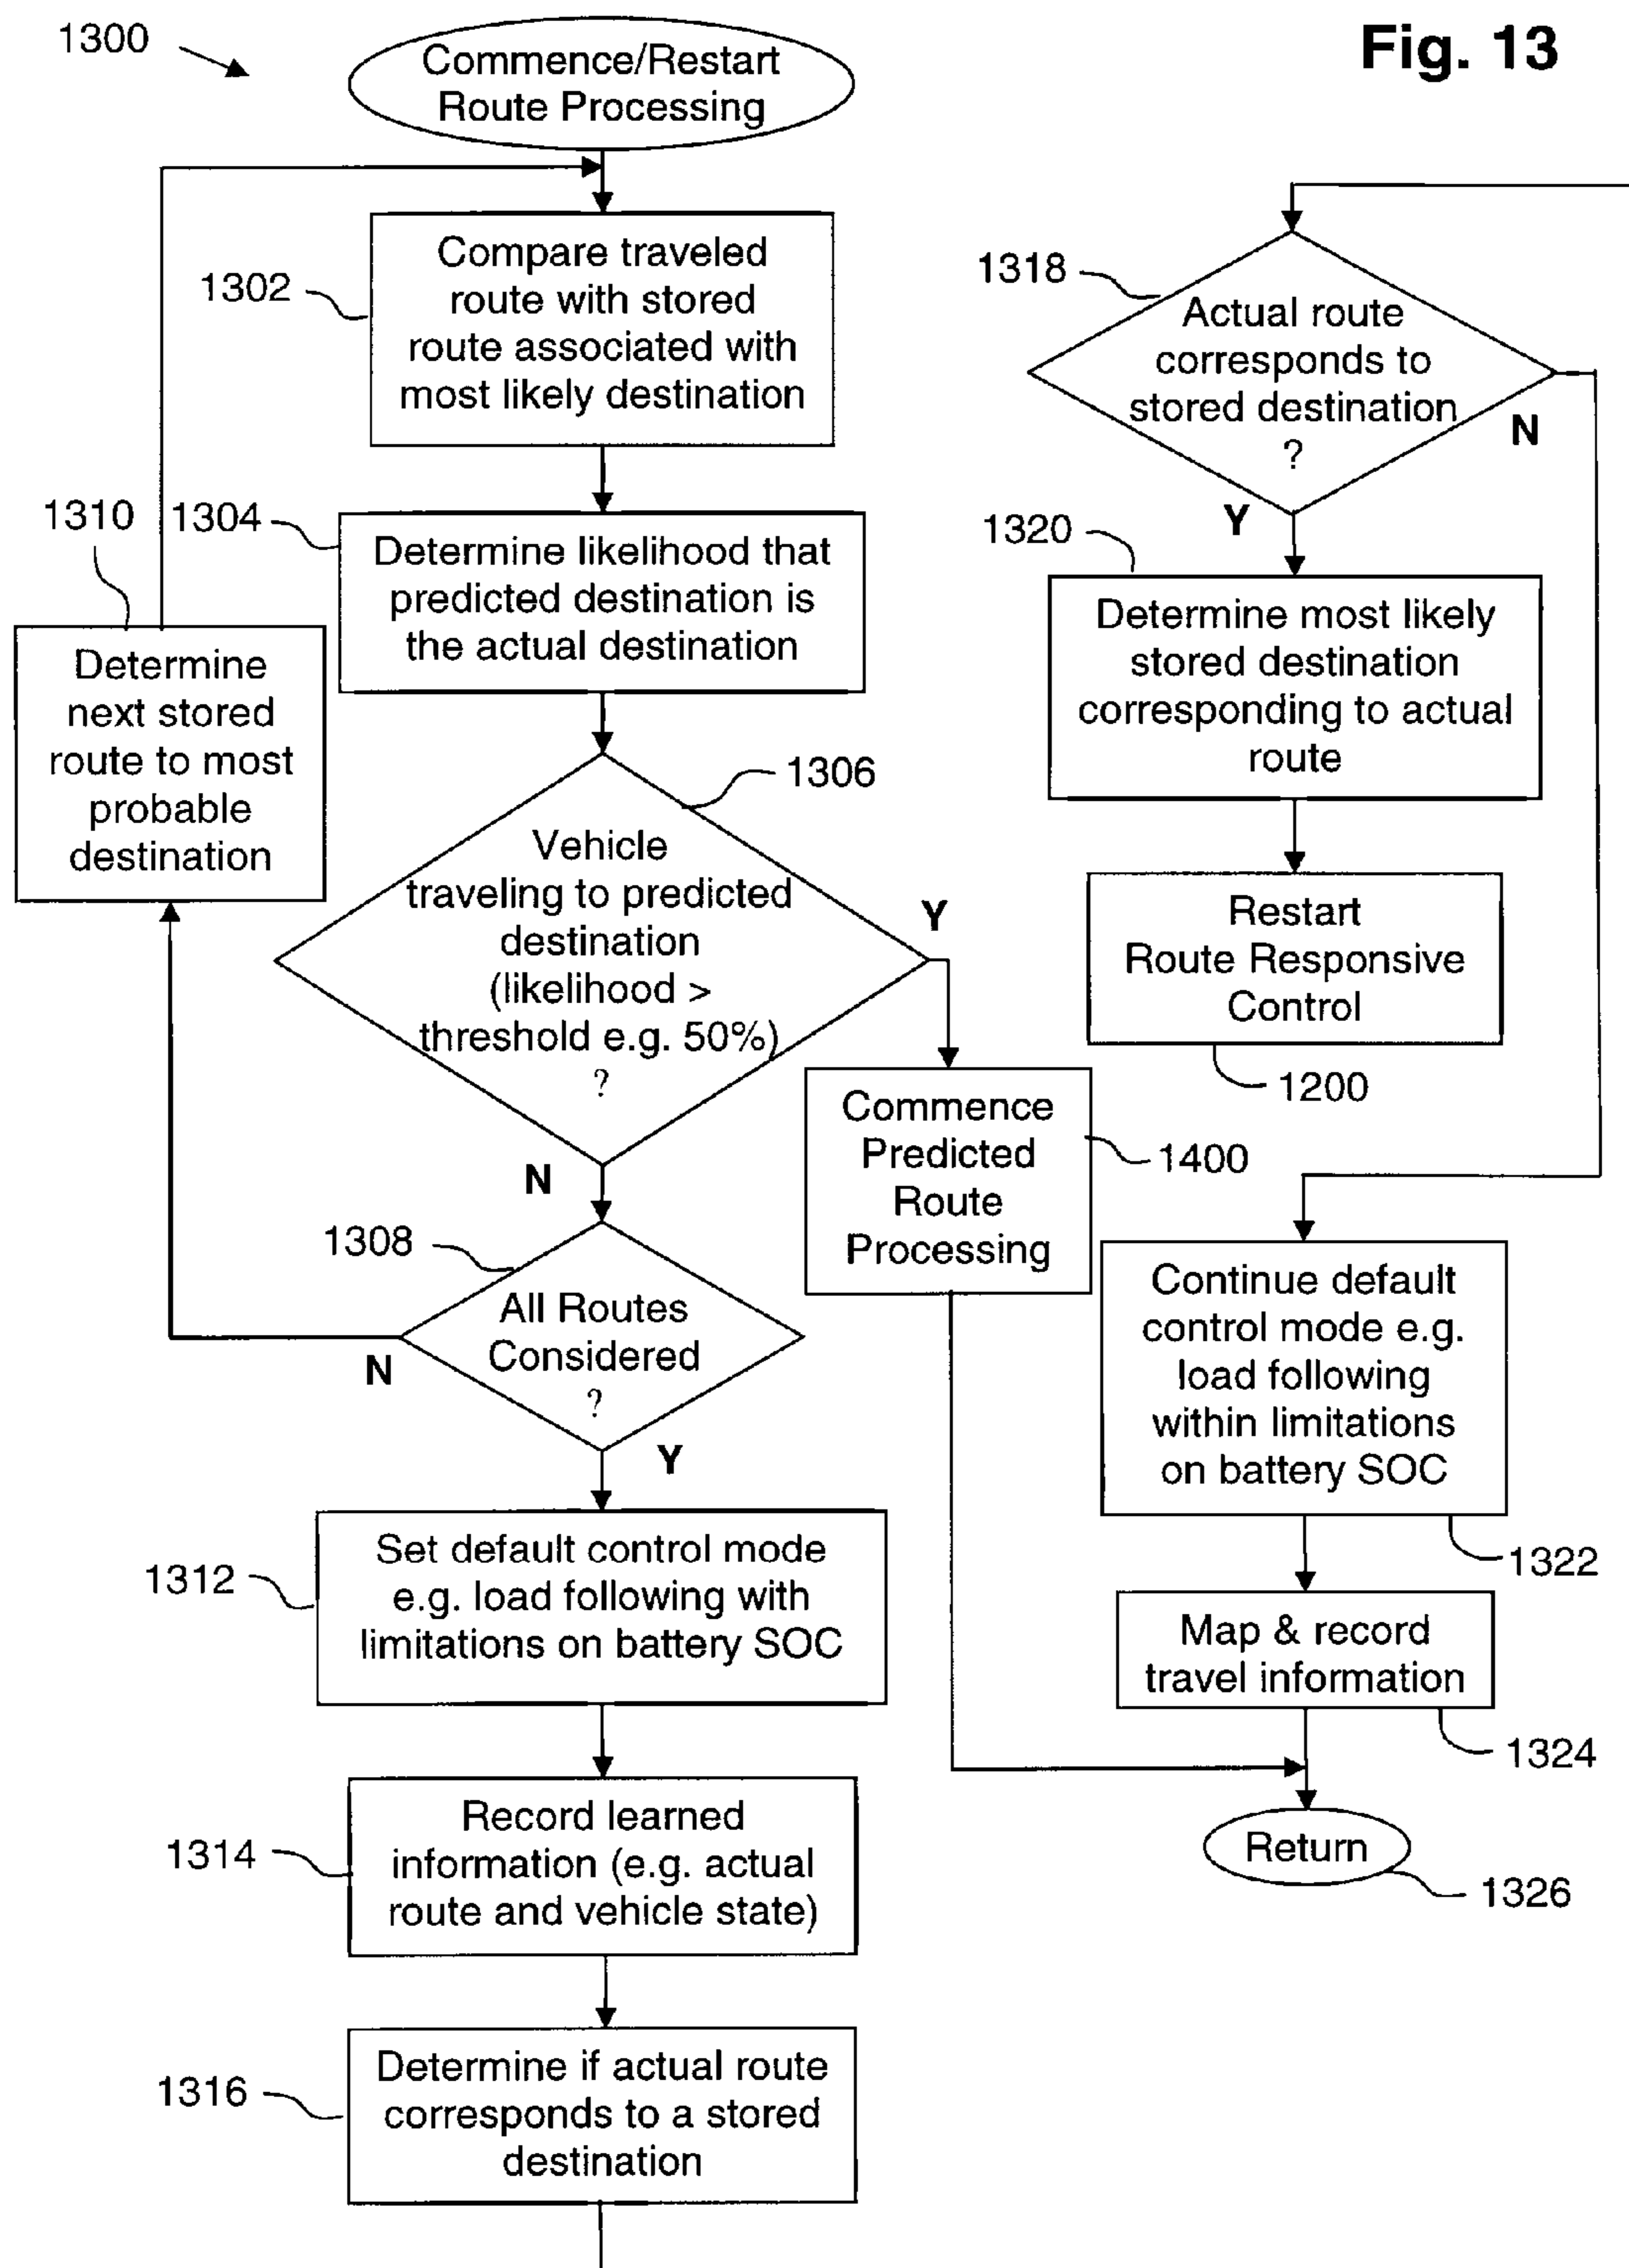 1300
Commence/Restart
Route Processing
Fig. 13
1302
Compare traveled
route with stored
route associated with
most likely destination
1304
Determine likelihood that
predicted destination is
the actual destination
1310
Determine
next stored
route to most
probable
destination
1306
Vehicle
traveling to predicted
destination
(likelihood >
threshold e.g. 50%)
?
Y
N
1308
All Routes
Considered
?
N
Y
Commence
Predicted
Route
Processing
1400
1312
Set default control mode
e.g. load following with
limitations on battery SOC
1314
Record learned
information (e.g. actual
route and vehicle state)
1316
Determine if actual route
corresponds to a stored
destination
1318
Actual route
corresponds to
stored destination
?
N
Y
1320
Determine most likely
stored destination
corresponding to actual
route
Restart
Route Responsive
Control
1200
Continue default
control mode e.g.
load following
within limitations
on battery SOC
1322
Map & record
travel information
1324
Return
1326